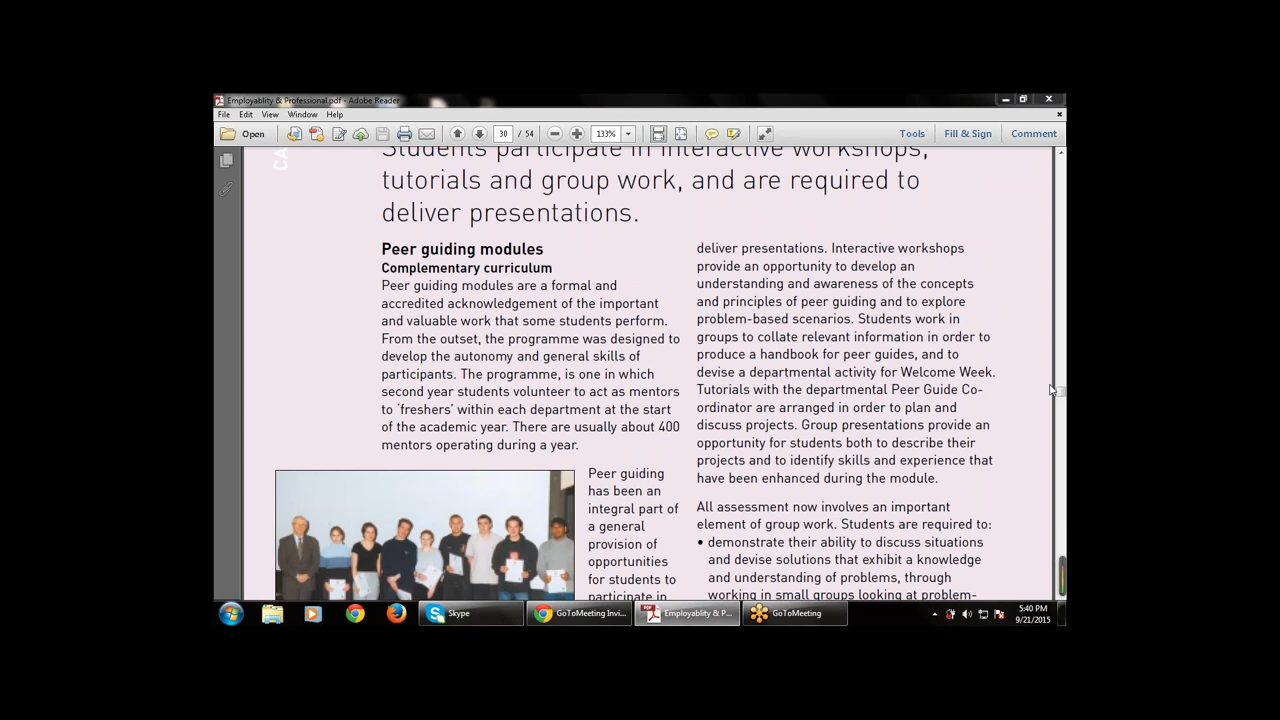 Employablity & Professional.pdf - Adobe Reader
File Edit View Window Help
Open 30 / 54 133% Tools Fill & Sign Comment
CA
Students participate in interactive workshops,
tutorials and group work, and are required to
deliver presentations.
Peer guiding modules
Complementary curriculum
Peer guiding modules are a formal and
accredited acknowledgement of the important
and valuable work that some students perform.
From the outset, the programme was designed to
develop the autonomy and general skills of
participants. The programme, is one in which
second year students volunteer to act as mentors
to ‘freshers’ within each department at the start
of the academic year. There are usually about 400
mentors operating during a year.
Peer guiding
has been an
integral part of
a general
provision of
opportunities
for students to
participate in
deliver presentations. Interactive workshops
provide an opportunity to develop an
understanding and awareness of the concepts
and principles of peer guiding and to explore
problem-based scenarios. Students work in
groups to collate relevant information in order to
produce a handbook for peer guides, and to
devise a departmental activity for Welcome Week.
Tutorials with the departmental Peer Guide Co-
ordinator are arranged in order to plan and
discuss projects. Group presentations provide an
opportunity for students both to describe their
projects and to identify skills and experience that
have been enhanced during the module.
All assessment now involves an important
element of group work. Students are required to:
• demonstrate their ability to discuss situations
and devise solutions that exhibit a knowledge
and understanding of problems, through
working in small groups looking at problem-
Skype GoToMeeting Invi... Employablity & P... GoToMeeting
5:40 PM
9/21/2015